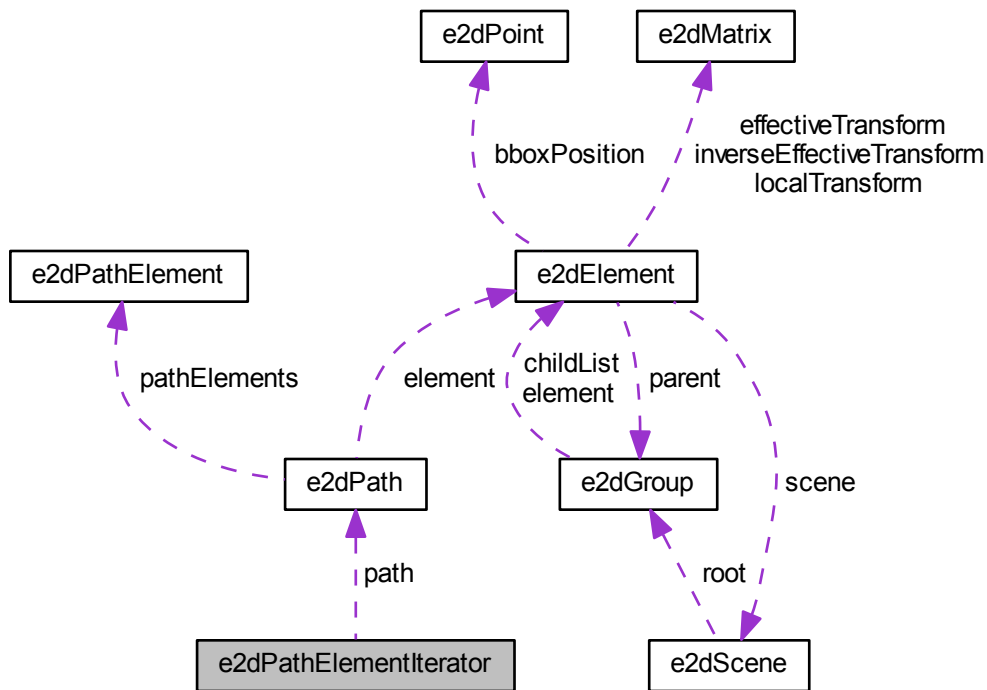 e2dPoint
e2dMatrix
effectiveTransform
inverseEffectiveTransform
localTransform
bboxPosition
e2dPathElement
e2dElement
pathElements
element
childList
element
parent
e2dPath
e2dGroup
scene
path
root
e2dPathElementIterator
e2dScene